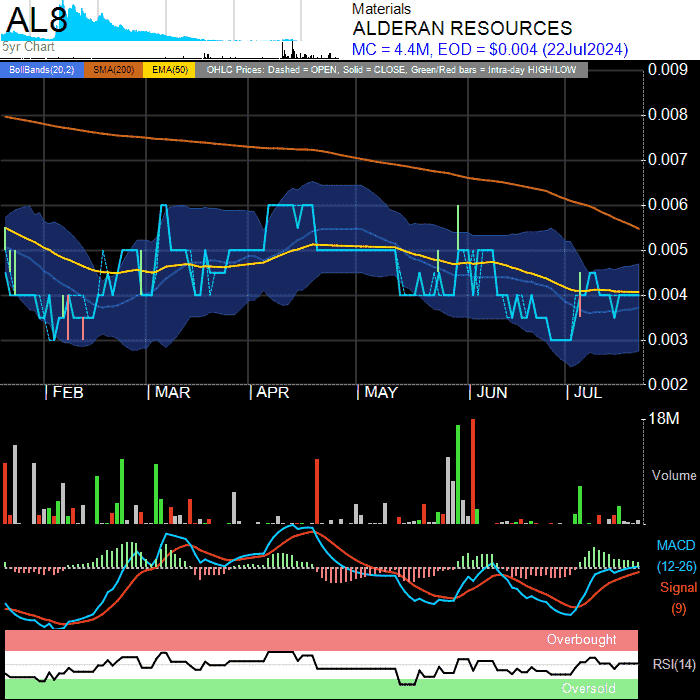 AL8
5yr Chart
Materials
ALDERAN RESOURCES
MC = 4.4M, EOD = $0.004 (22Jul2024)
BollBands(20,2) SMA(200) EMA(50) OHLC Prices: Dashed = OPEN, Solid = CLOSE, Green/Red bars = Intra-day HIGH/LOW
0.009
0.008
0.007
0.006
0.005
0.004
0.003
0.002
FEB MAR APR MAY JUN JUL
18M
Volume
MACD
(12-26)
Signal
(9)
Overbought
RSI(14)
Oversold